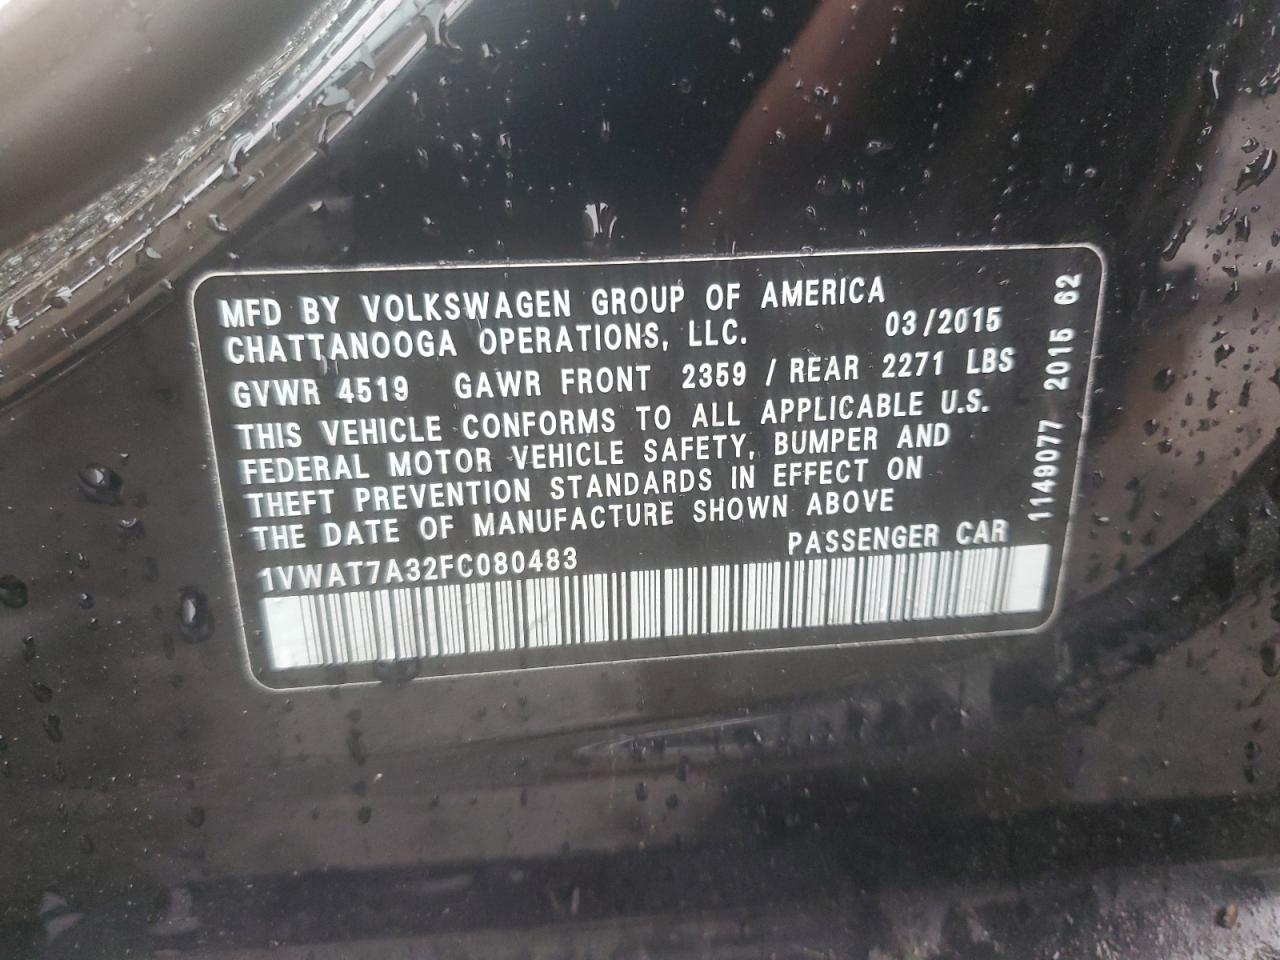 MFD BY VOLKSWAGEN GROUP OF AMERICA
CHATTANOOGA OPERATIONS, LLC. 03/2015
GVWR 4519 GAWR FRONT 2359 / REAR 2271 LBS
THIS VEHICLE CONFORMS TO ALL APPLICABLE U.S.
FEDERAL MOTOR VEHICLE SAFETY, BUMPER AND
THEFT PREVENTION STANDARDS IN EFFECT ON
THE DATE OF MANUFACTURE SHOWN ABOVE
1VWAT7A32FC080483 PASSENGER CAR
1149077 2015 62